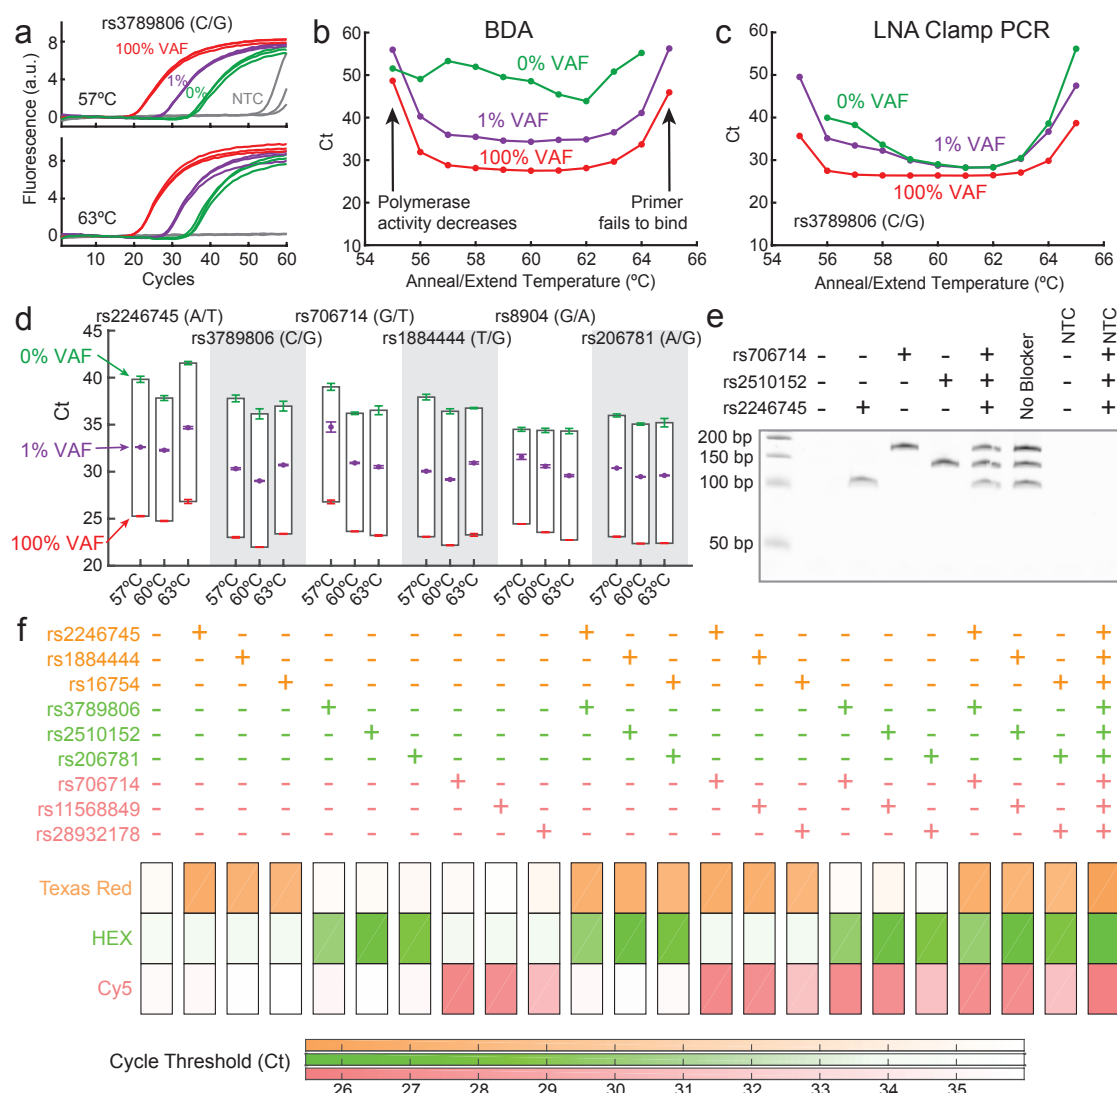 a
rs3789806 (C/G)
8
4
0
100% VAF
1%
0%
NTC
57ºC
8
4
0
63ºC
Fluorescence (a.u.)
10 20 30 40 50 60
Cycles
b
BDA
60
50
40
30
20
10
Ct
0% VAF
1% VAF
100% VAF
Polymerase
activity decreases
Primer
fails to bind
54 56 58 60 62 64 66
Anneal/Extend Temperature (ºC)
c
LNA Clamp PCR
60
50
40
30
20
10
Ct
0% VAF
1% VAF
100% VAF
rs3789806 (C/G)
54 56 58 60 62 64 66
Anneal/Extend Temperature (ºC)
d
rs2246745 (A/T) rs706714 (G/T) rs8904 (G/A)
rs3789806 (C/G) rs1884444 (T/G) rs206781 (A/G)
45
40
35
30
25
20
Ct
0% VAF
1% VAF
100% VAF
57ºC 60ºC 63ºC 57ºC 60ºC 63ºC 57ºC 60ºC 63ºC 57ºC 60ºC 63ºC 57ºC 60ºC 63ºC 57ºC 60ºC 63ºC
e
No Blocker
NTC
NTC
rs706714 – – + – + – +
rs2510152 – – – + + – +
rs2246745 – + – – + – +
200 bp
150 bp
100 bp
50 bp
f
rs2246745 – + – – – – – – – – + – – + – – – – – + – – +
rs1884444 – – + – – – – – – – – + – – + – – – – – + – +
rs16754 – – – + – – – – – – – – + – – + – – – – – + +
rs3789806 – – – – + – – – – – + – – – – – + – – + – – +
rs2510152 – – – – – + – – – – – + – – – – – + – – + – +
rs206781 – – – – – – + – – – – – + – – – – – + – – + +
rs706714 – – – – – – – + – – – – – + – – + – – + – – +
rs11568849 – – – – – – – – + – – – – – + – – + – – + – +
rs28932178 – – – – – – – – – + – – – – – + – – + – – + +
Texas Red
HEX
Cy5
Cycle Threshold (Ct)
26 27 28 29 30 31 32 33 34 35